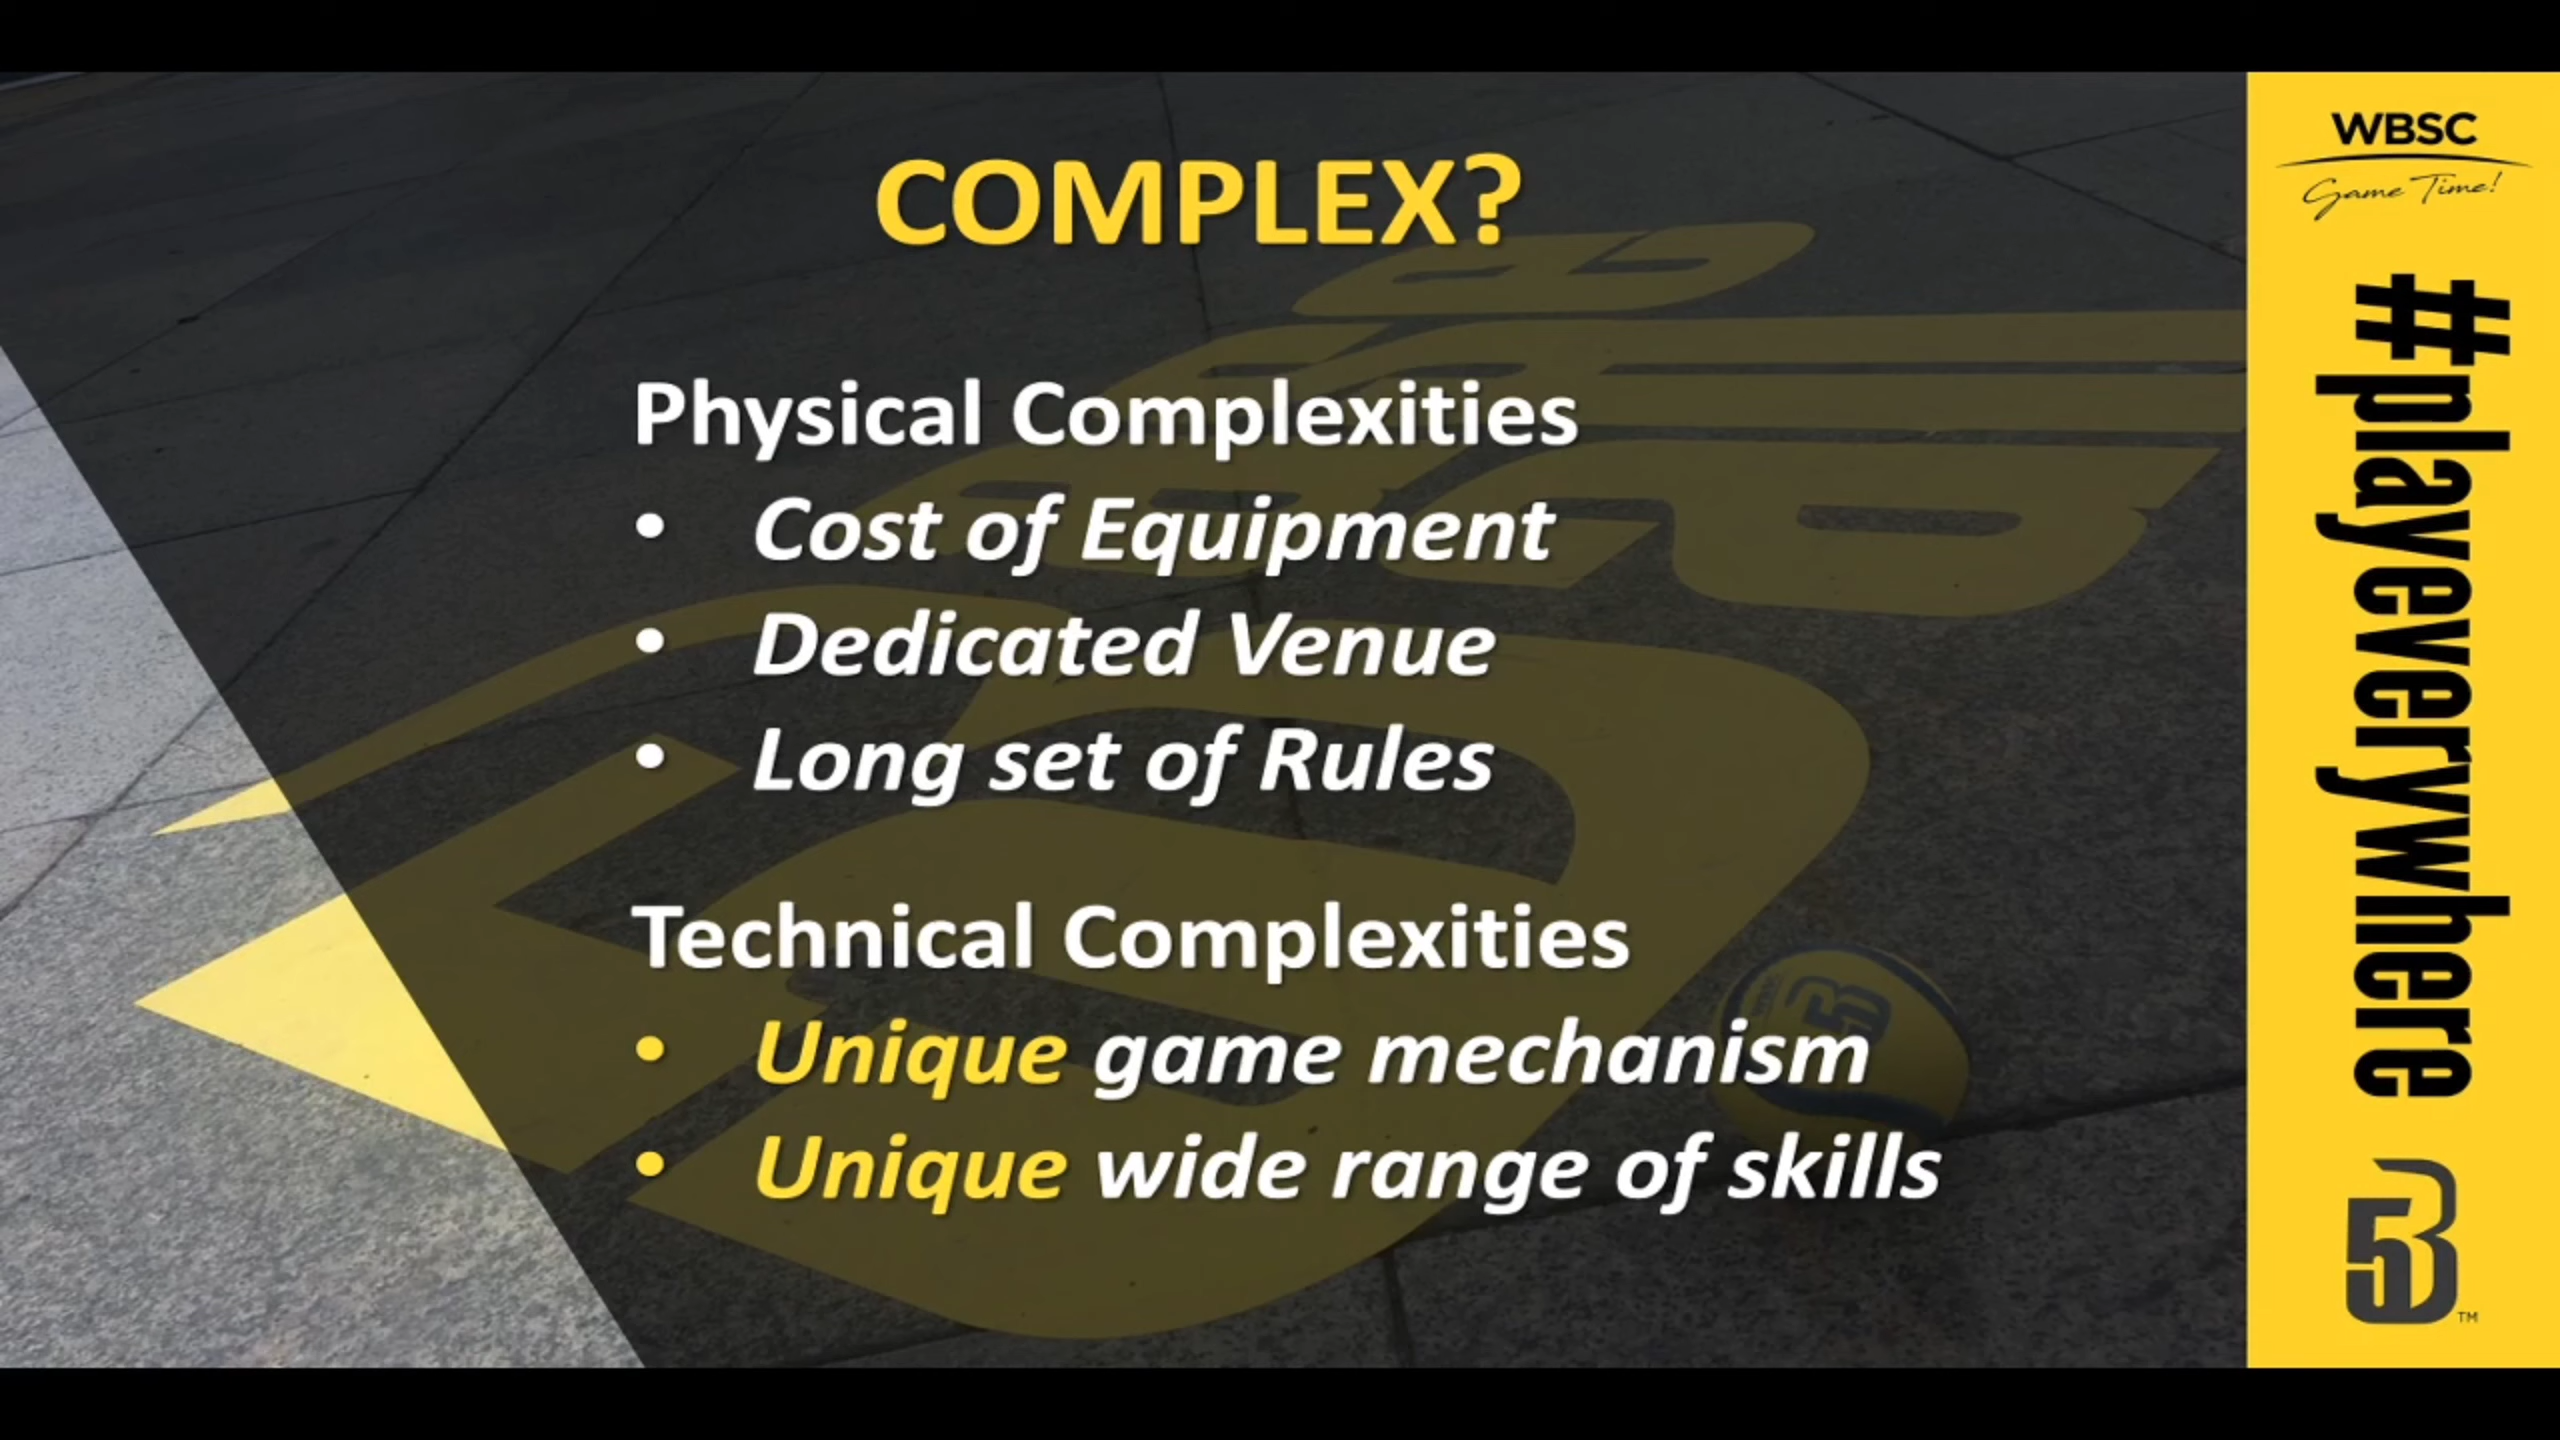 COMPLEX?
Physical Complexities
• Cost of Equipment
• Dedicated Venue
• Long set of Rules
Technical Complexities
• Unique game mechanism
• Unique wide range of skills
WBSC
Game Time!
#playeverywhere
5B
TM